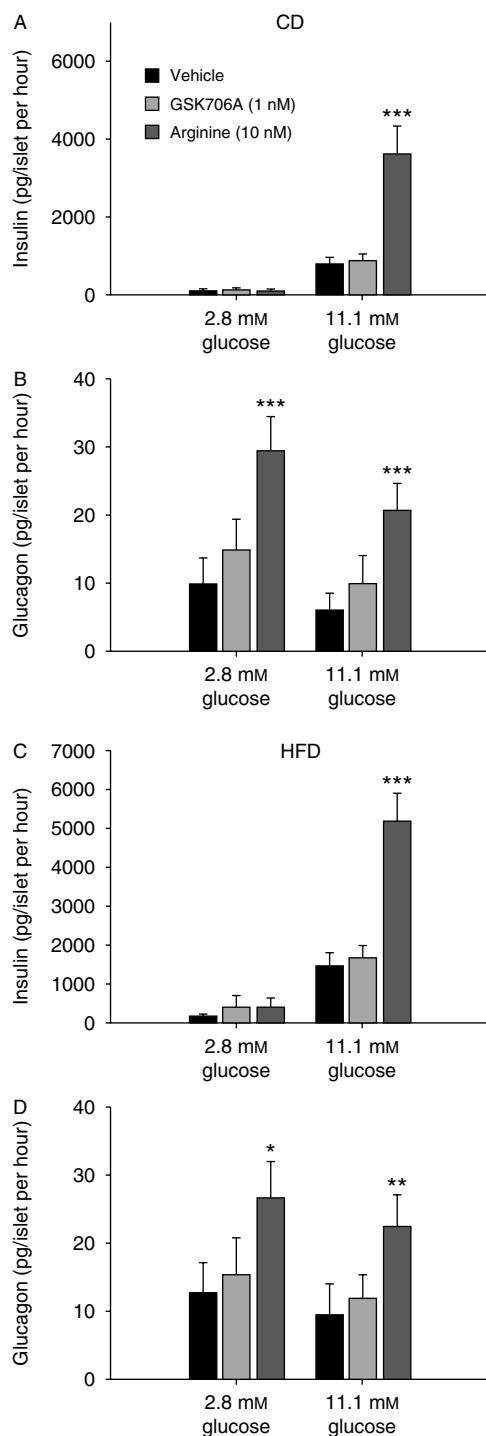 A CD
Insulin (pg/islet per hour)
6000
4000
2000
0
Vehicle
GSK706A (1 nM)
Arginine (10 nM)
***
2.8 mM 11.1 mM
glucose glucose
B
Glucagon (pg/islet per hour)
40
30
20
10
0
*** ***
2.8 mM 11.1 mM
glucose glucose
C HFD
Insulin (pg/islet per hour)
7000
6000
5000
4000
3000
2000
1000
0
***
2.8 mM 11.1 mM
glucose glucose
D
Glucagon (pg/islet per hour)
40
30
20
10
0
* **
2.8 mM 11.1 mM
glucose glucose